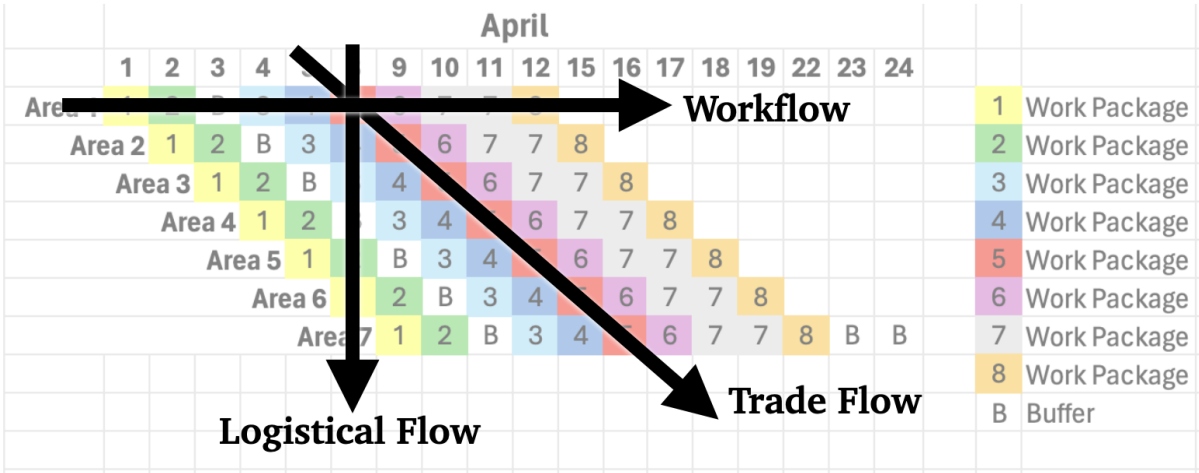 April
1 2 3 4 9 10 11 12 15 16 17 18 19 22 23 24
Workflow 1 Work Package
Area 2 1 2 B 3 6 7 7 8 2 Work Package
Area 3 1 2 B 4 6 7 7 8 3 Work Package
Area 4 1 2 3 4 6 7 7 8 4 Work Package
Area 5 1 B 3 4 6 7 7 8 5 Work Package
Area 6 2 B 3 4 6 7 7 8 6 Work Package
Area 7 1 2 B 3 4 6 7 7 8 B B 7 Work Package
8 Work Package
Trade Flow
B Buffer
Logistical Flow